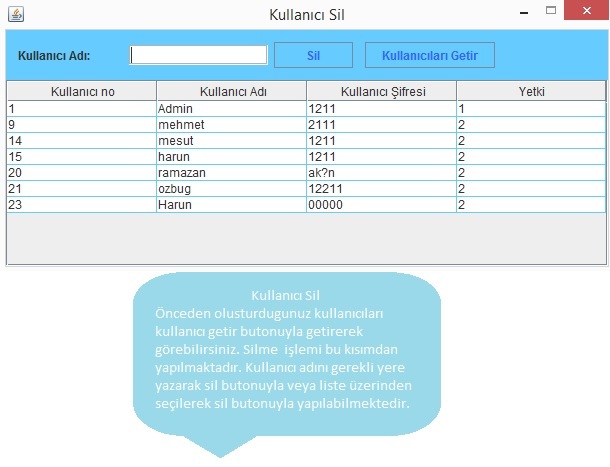 Kullanıcı Sil
Kullanıcı Adı: Sil Kullanıcıları Getir
Kullanıcı no Kullanıcı Adı Kullanıcı Şifresi Yetki
1 Admin 1211 1
9 mehmet 2111 2
14 mesut 1211 2
15 harun 1211 2
20 ramazan ak?n 2
21 ozbug 12211 2
23 Harun 00000 2
Kullanıcı Sil
Önceden olusturdugunuz kullanıcıları
kullanıcı getir butonuyla getirerek
görebilirsiniz. Silme işlemi bu kısımdan
yapılmaktadır. Kullanıcı adını gerekli yere
yazarak sil butonuyla veya liste üzerinden
seçilerek sil butonuyla yapılabilmektedir.